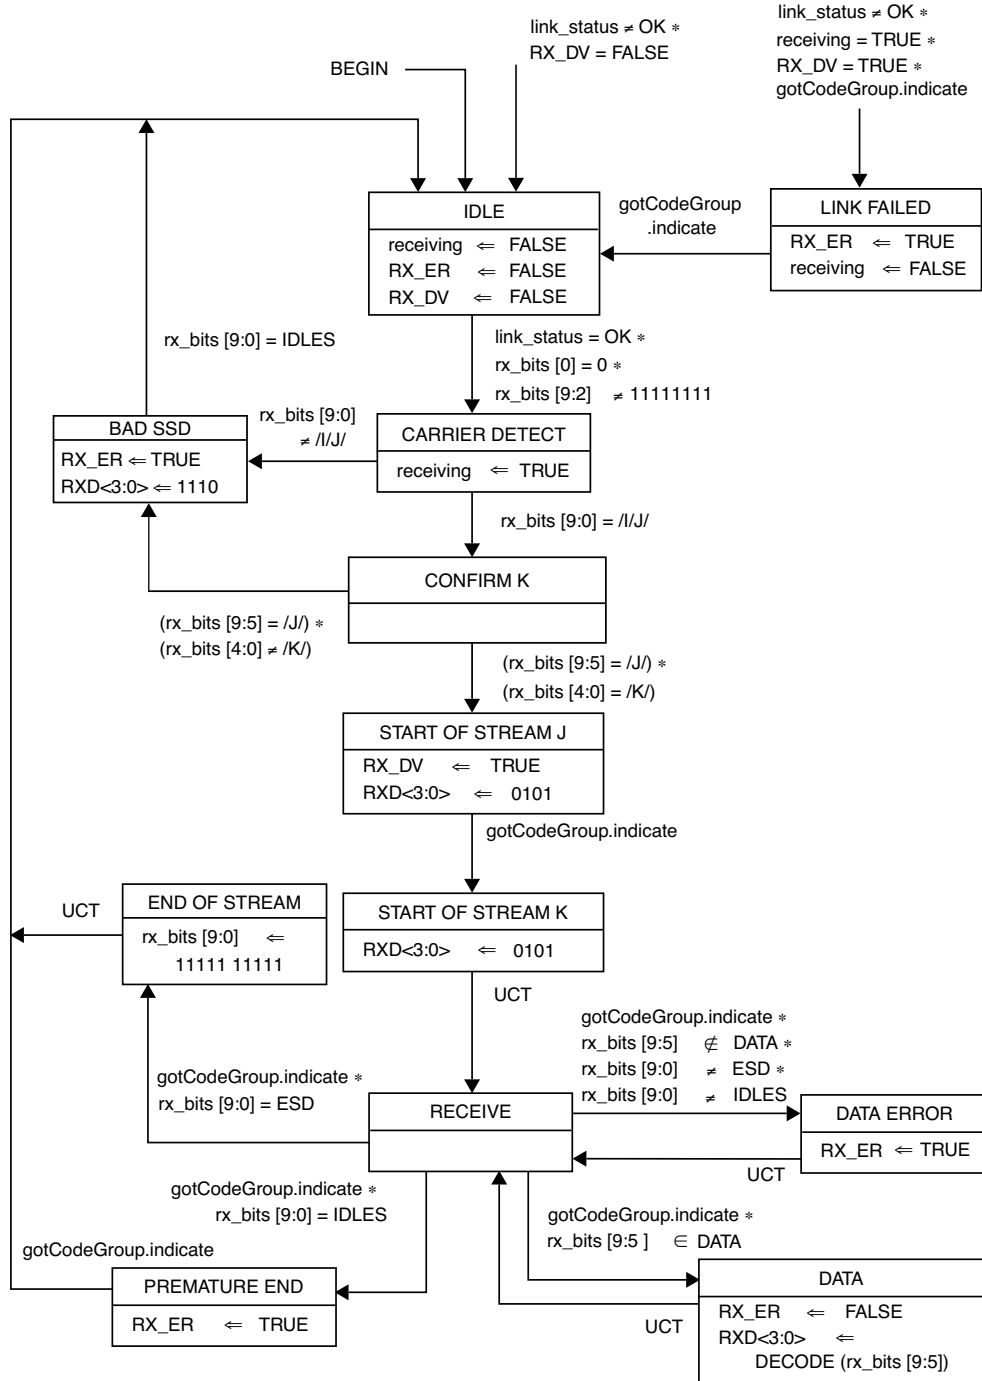 link_status ≠ OK *
RX_DV = FALSE
link_status ≠ OK *
receiving = TRUE *
RX_DV = TRUE *
gotCodeGroup.indicate
BEGIN
IDLE
receiving ⇐ FALSE
RX_ER ⇐ FALSE
RX_DV ⇐ FALSE
gotCodeGroup
.indicate
LINK FAILED
RX_ER ⇐ TRUE
receiving ⇐ FALSE
rx_bits [9:0] = IDLES
link_status = OK *
rx_bits [0] = 0 *
rx_bits [9:2] ≠ 11111111
BAD SSD
RX_ER ⇐ TRUE
RXD<3:0> ⇐ 1110
rx_bits [9:0]
≠ /I/J/
CARRIER DETECT
receiving ⇐ TRUE
rx_bits [9:0] = /I/J/
CONFIRM K
(rx_bits [9:5] = /J/) *
(rx_bits [4:0] ≠ /K/)
(rx_bits [9:5] = /J/) *
(rx_bits [4:0] = /K/)
START OF STREAM J
RX_DV ⇐ TRUE
RXD<3:0> ⇐ 0101
gotCodeGroup.indicate
UCT
END OF STREAM
rx_bits [9:0] ⇐
11111 11111
START OF STREAM K
RXD<3:0> ⇐ 0101
UCT
gotCodeGroup.indicate *
rx_bits [9:5] ∉ DATA *
rx_bits [9:0] ≠ ESD *
rx_bits [9:0] ≠ IDLES
gotCodeGroup.indicate *
rx_bits [9:0] = ESD
RECEIVE
DATA ERROR
RX_ER ⇐ TRUE
UCT
gotCodeGroup.indicate *
rx_bits [9:0] = IDLES
gotCodeGroup.indicate *
rx_bits [9:5 ] ∈ DATA
gotCodeGroup.indicate
PREMATURE END
RX_ER ⇐ TRUE
UCT
DATA
RX_ER ⇐ FALSE
RXD<3:0> ⇐
DECODE (rx_bits [9:5])